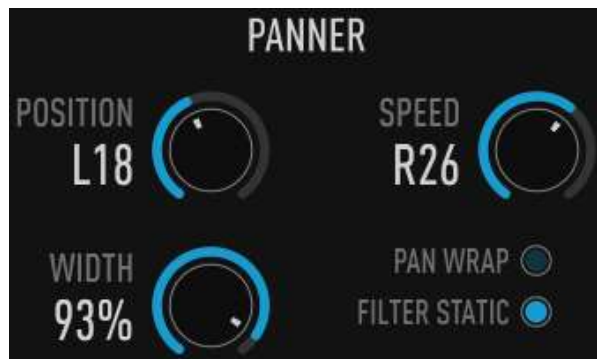 PANNER
POSITION
L18
SPEED
R26
WIDTH
93%
PAN WRAP
FILTER STATIC